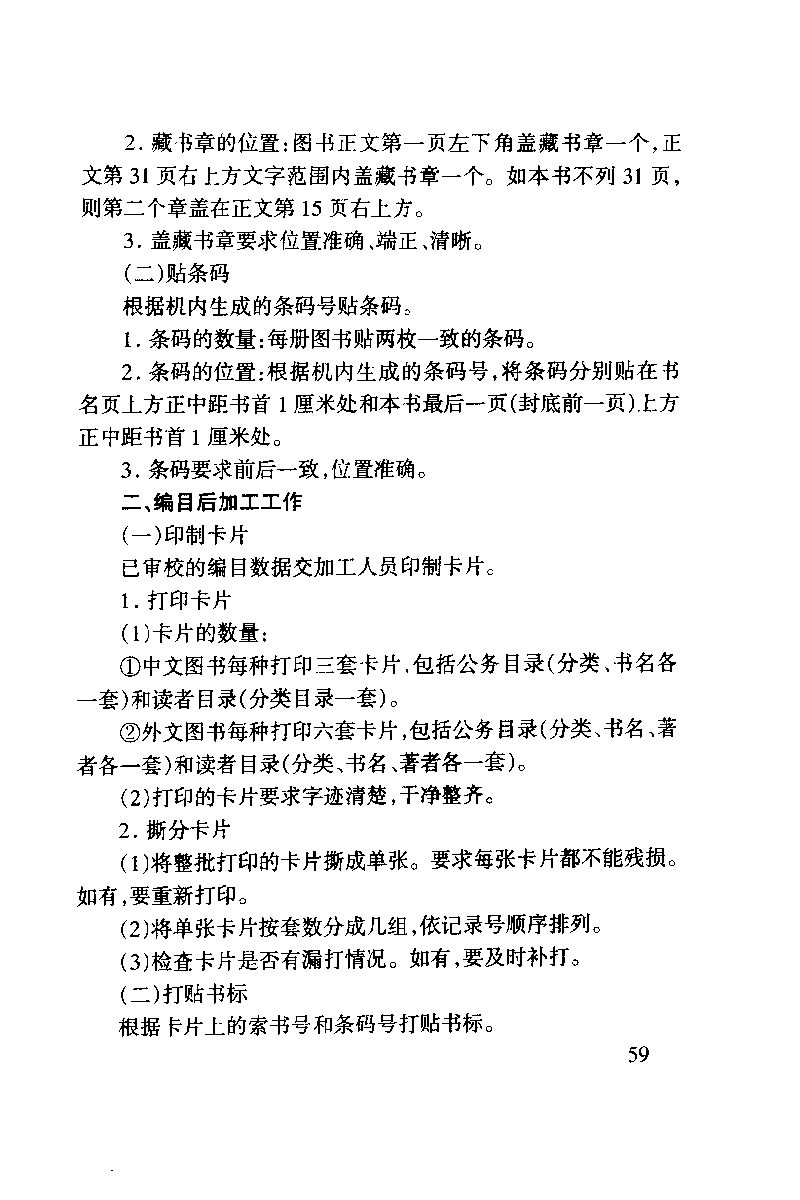 2. 藏书章的位置:图书正文第一页左下角盖藏书章一个,正
文第 31 页右上方文字范围内盖藏书章一个。如本书不列 31 页,
则第二个章盖在正文第 15 页右上方。
3. 盖藏书章要求位置准确、端正、清晰。
(二)贴条码
根据机内生成的条码号贴条码。
1. 条码的数量:每册图书贴两枚一致的条码。
2. 条码的位置:根据机内生成的条码号,将条码分别贴在书
名页上方正中距书首 1 厘米处和本书最后一页(封底前一页)上方
正中距书首 1 厘米处。
3. 条码要求前后一致,位置准确。
二、编目后加工工作
(一)印制卡片
已审校的编目数据交加工人员印制卡片。
1. 打印卡片
(1)卡片的数量:
①中文图书每种打印三套卡片,包括公务目录(分类、书名各
一套)和读者目录(分类目录一套)。
②外文图书每种打印六套卡片,包括公务目录(分类、书名、著
者各一套)和读者目录(分类、书名、著者各一套)。
(2)打印的卡片要求字迹清楚,干净整齐。
2. 撕分卡片
(1)将整批打印的卡片撕成单张。要求每张卡片都不能残损。
如有,要重新打印。
(2)将单张卡片按套数分成几组,依记录号顺序排列。
(3)检查卡片是否有漏打情况。如有,要及时补打。
(二)打贴书标
根据卡片上的索书号和条码号打贴书标。
59